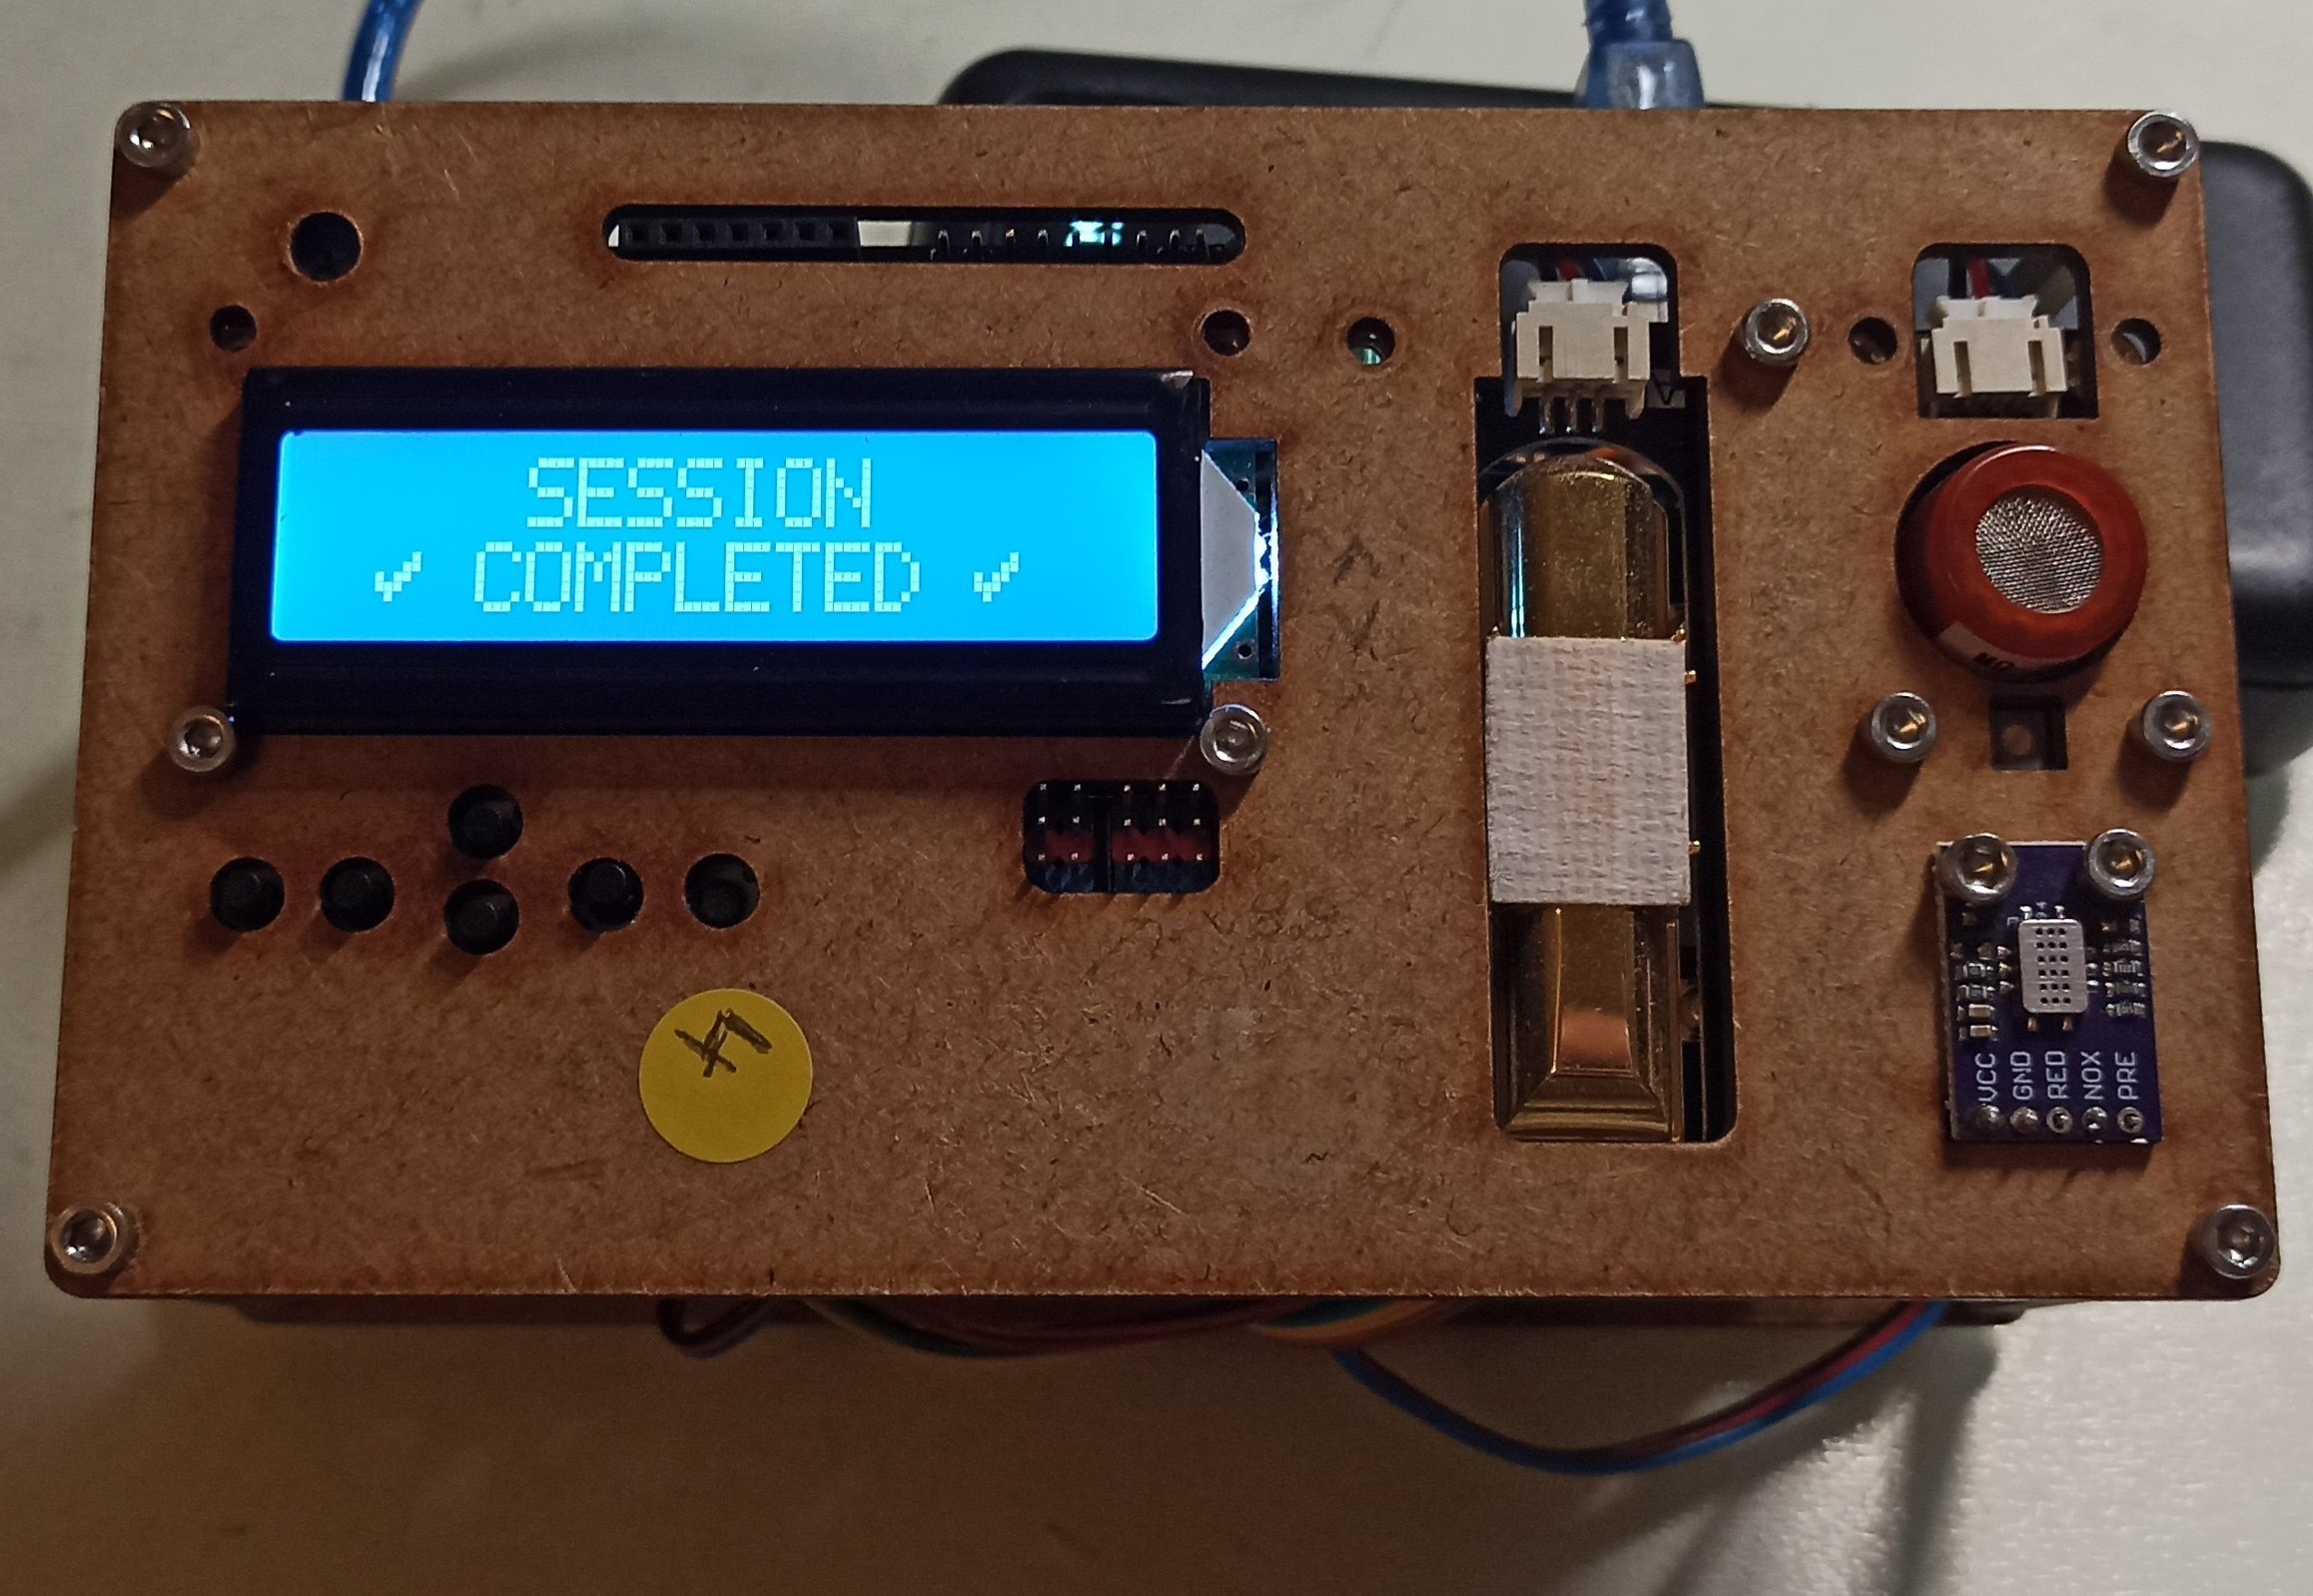 SESSION
✓ COMPLETED ✓
VCC
GND
RED
NOX
PRE